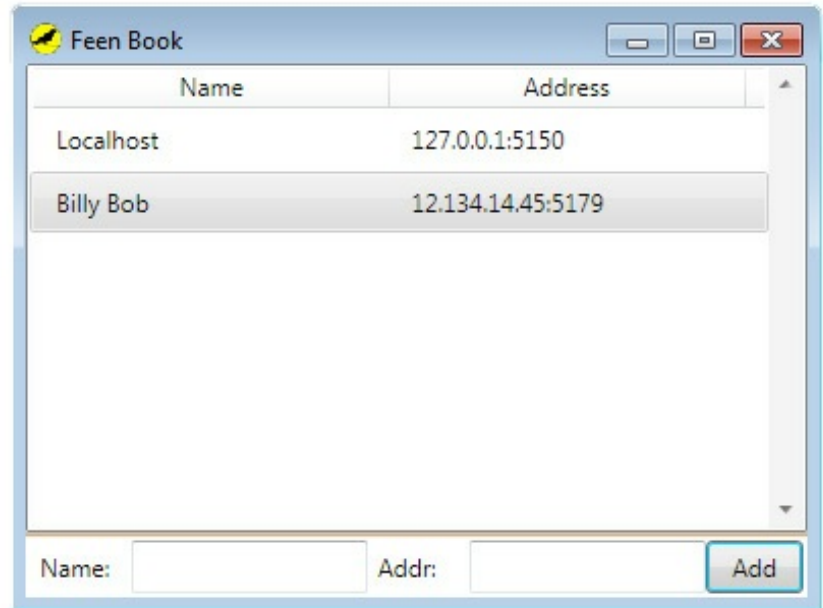 Feen Book
Name Address
Localhost 127.0.0.1:5150
Billy Bob 12.134.14.45:5179
Name: Addr: Add